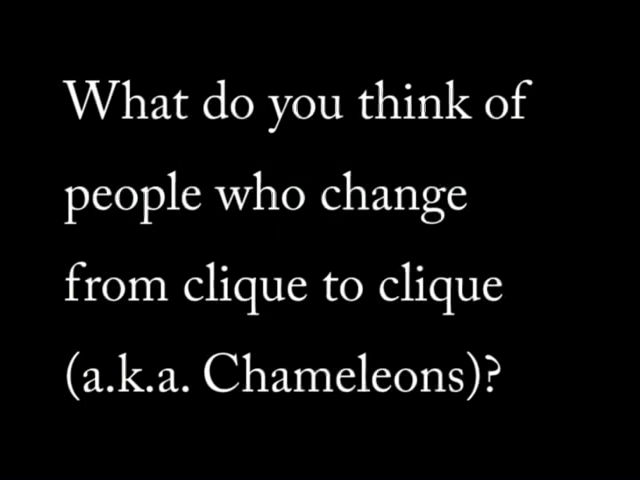 What do you think of
people who change
from clique to clique
(a.k.a. Chameleons)?